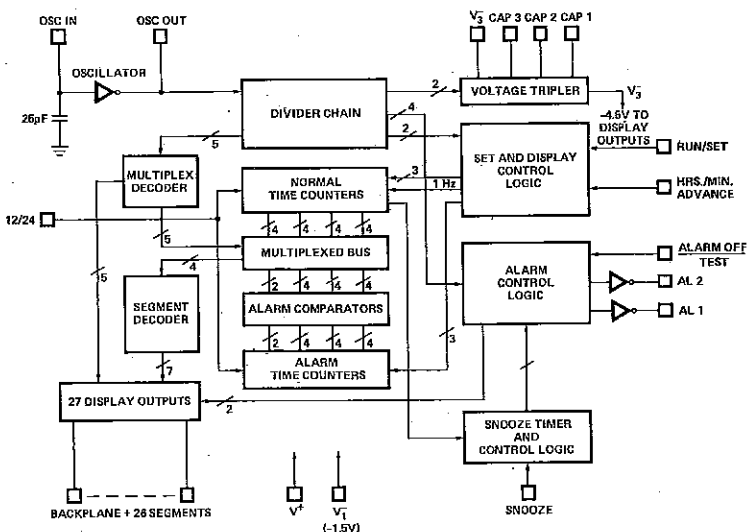 OSC IN
OSC OUT
V3⁻ CAP 3 CAP 2 CAP 1
OSCILLATOR
26pF
DIVIDER CHAIN
2
VOLTAGE TRIPLER
V3⁻
4
2
-4.5V TO
DISPLAY
OUTPUTS
5
MULTIPLEX
DECODER
NORMAL
TIME COUNTERS
3
1 Hz
SET AND DISPLAY
CONTROL
LOGIC
RUN/SET
HRS./MIN.
ADVANCE
12/24
4 4 4 4
5
MULTIPLEXED BUS
4
5
2 4 4 4
SEGMENT
DECODER
ALARM COMPARATORS
2 4 4 4
ALARM
CONTROL
LOGIC
ALARM OFF
TEST
AL 2
AL 1
3
ALARM
TIME COUNTERS
7
27 DISPLAY OUTPUTS
2
SNOOZE TIMER
AND
CONTROL LOGIC
BACKPLANE + 26 SEGMENTS
V+
V1⁻
(-1.5V)
SNOOZE